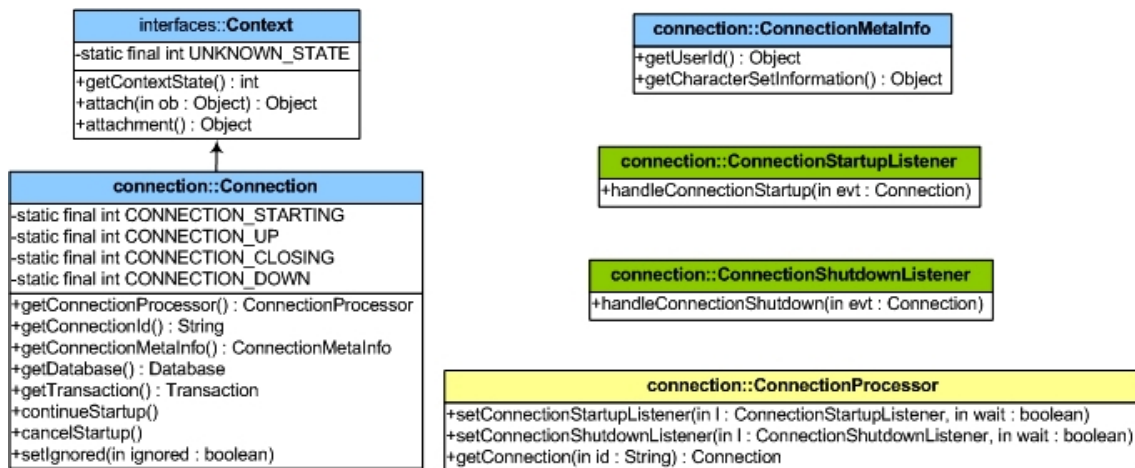 interfaces::Context
-static final int UNKNOWN_STATE
+getContextState() : int
+attach(in ob : Object) : Object
+attachment() : Object
connection::Connection
-static final int CONNECTION_STARTING
-static final int CONNECTION_UP
-static final int CONNECTION_CLOSING
-static final int CONNECTION_DOWN
+getConnectionProcessor() : ConnectionProcessor
+getConnectionId() : String
+getConnectionMetaInfo() : ConnectionMetaInfo
+getDatabase() : Database
+getTransaction() : Transaction
+continueStartup()
+cancelStartup()
+setIgnored(in ignored : boolean)
connection::ConnectionMetaInfo
+getUserId() : Object
+getCharacterSetInformation() : Object
connection::ConnectionStartupListener
+handleConnectionStartup(in evt : Connection)
connection::ConnectionShutdownListener
+handleConnectionShutdown(in evt : Connection)
connection::ConnectionProcessor
+setConnectionStartupListener(in l : ConnectionStartupListener, in wait : boolean)
+setConnectionShutdownListener(in l : ConnectionShutdownListener, in wait : boolean)
+getConnection(in id : String) : Connection